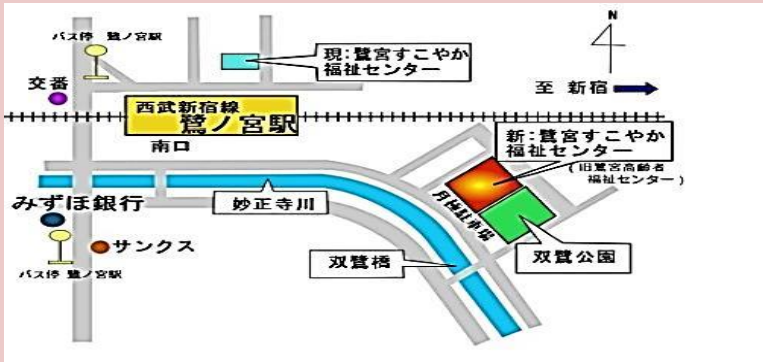 バス停 鷺ノ宮駅
現:鷺宮すこやか
福祉センター
N
交番
至 新宿
西武新宿線
鷺ノ宮駅
南口
新:鷺宮すこやか
福祉センター
(旧鷺宮高齢者
福祉センター)
みずほ銀行
妙正寺川
月極駐車場
サンクス
バス停 鷺ノ宮駅
双鷺橋
双鷺公園